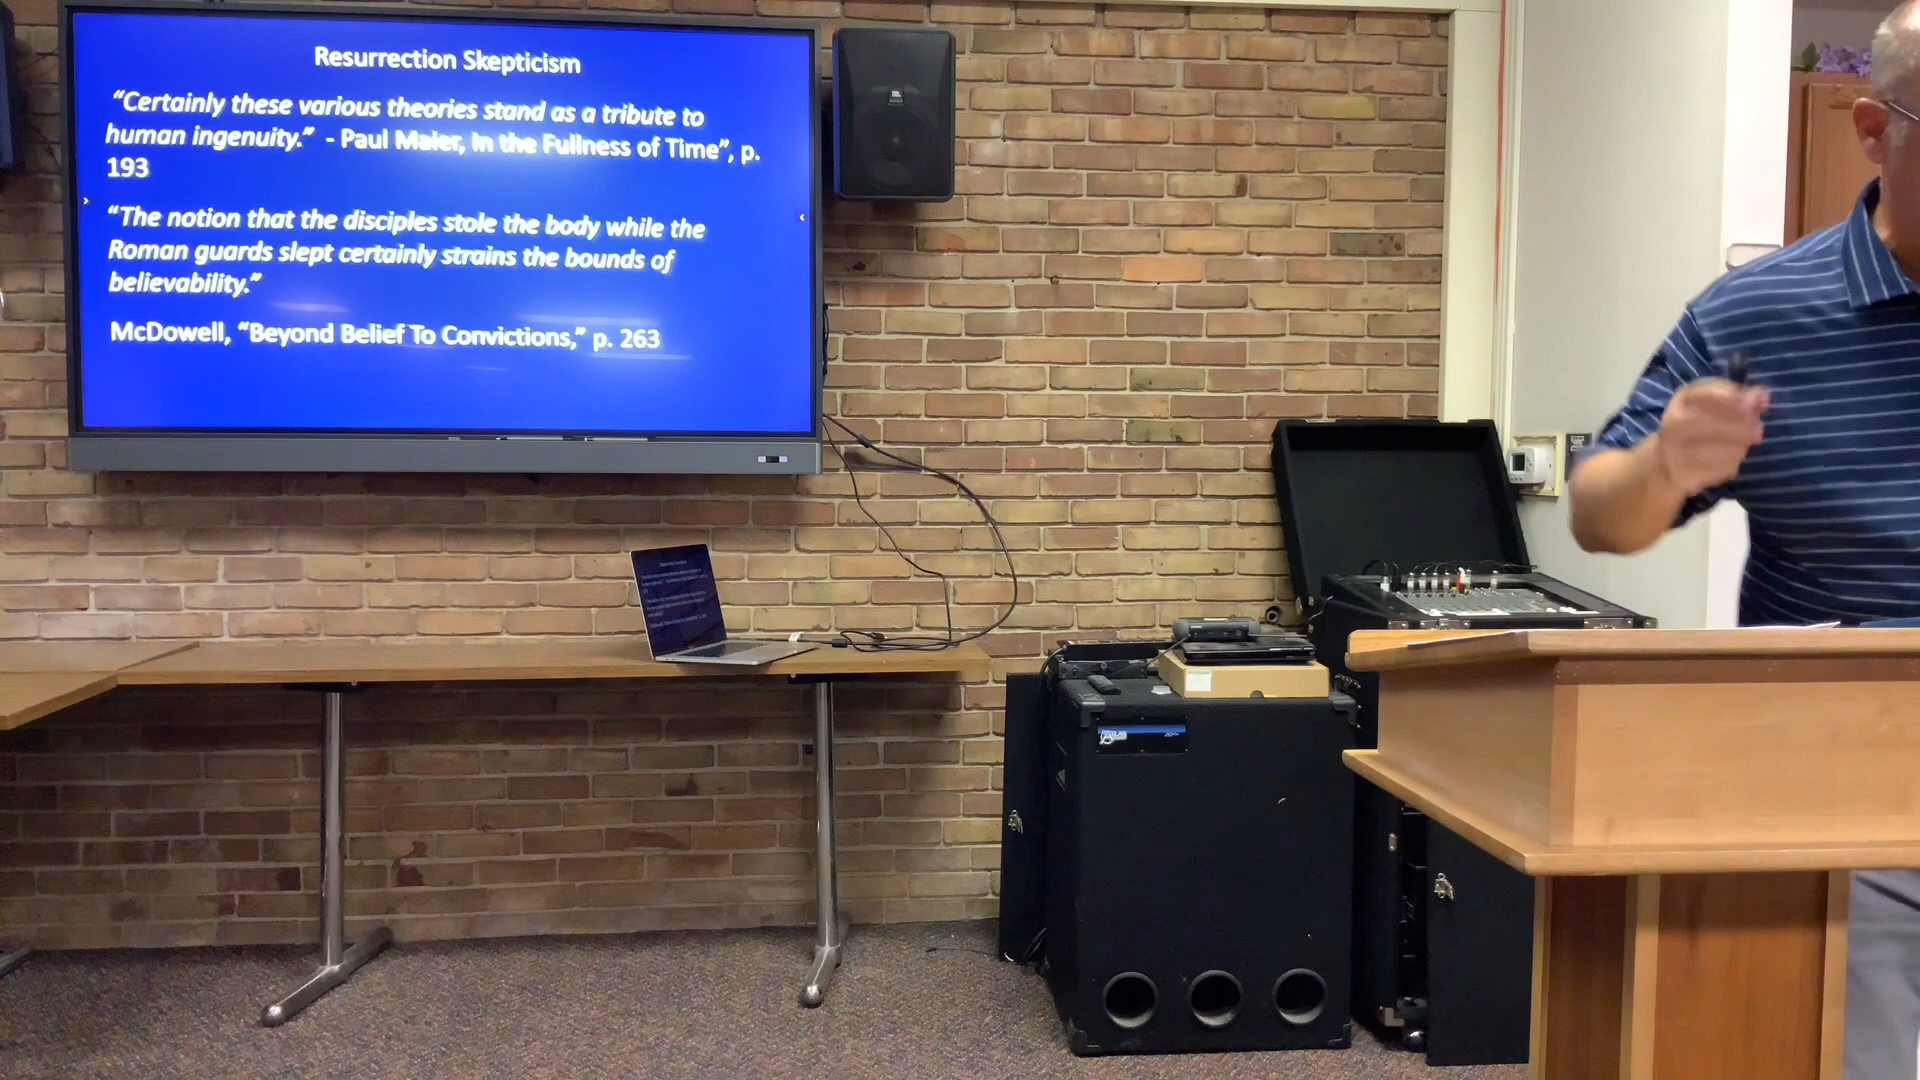 Resurrection Skepticism
“Certainly these various theories stand as a tribute to
human ingenuity.” - Paul Maier, In the Fullness of Time”, p.
193
“The notion that the disciples stole the body while the
Roman guards slept certainly strains the bounds of
believability.”
McDowell, “Beyond Belief To Convictions,” p. 263